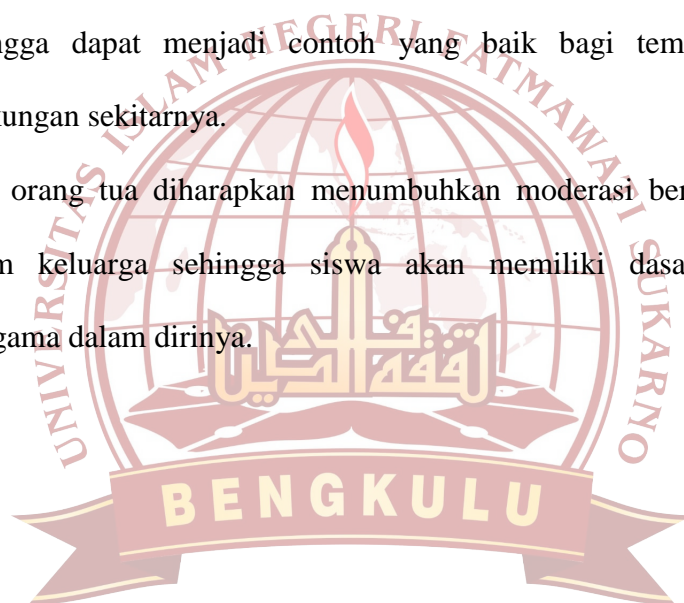 ngga dapat menjadi contoh yang baik bagi tem
kungan sekitarnya.
orang tua diharapkan menumbuhkan moderasi ber
m keluarga sehingga siswa akan memiliki dasa
gama dalam dirinya.
UNIVERSITAS ISLAM NEGERI FATMAWATI SUKARNO
BENGKULU